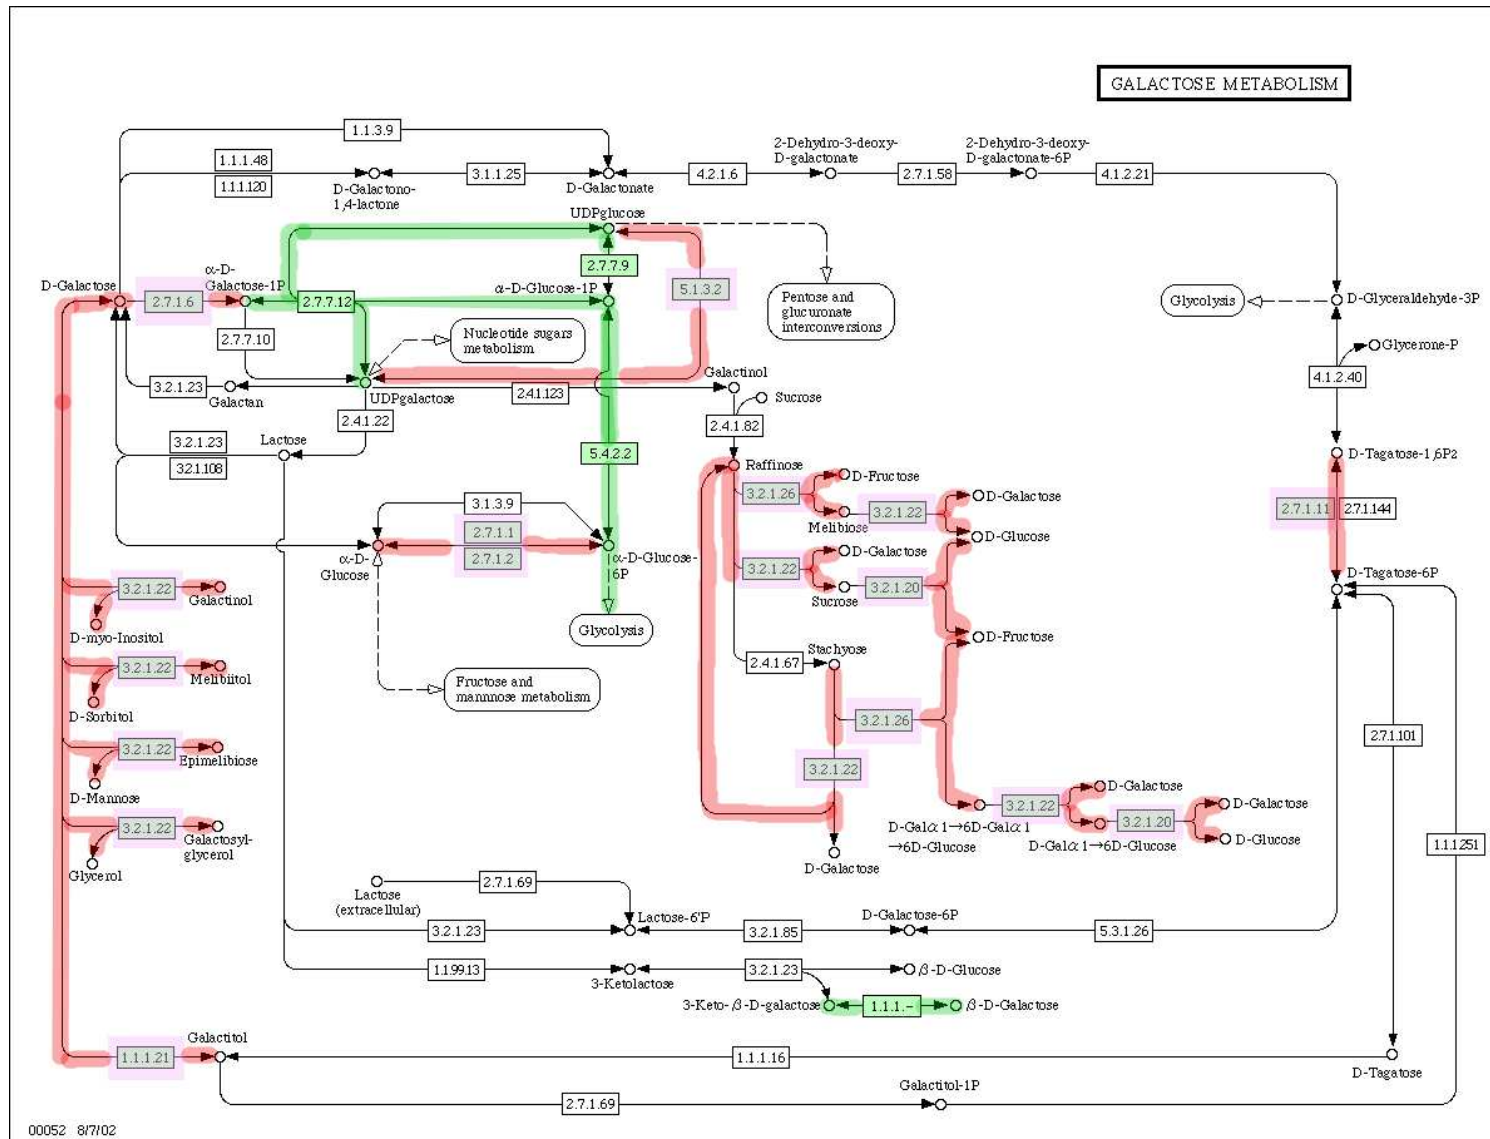 GALACTOSE METABOLISM
1.1.3.9
1.1.1.48
1.1.1.120
D-Galactono-
1,4-lactone
3.1.1.25
D-Galactonate
4.2.1.6
2-Dehydro-3-deoxy-
D-galactonate
2.7.1.58
2-Dehydro-3-deoxy-
D-galactonate-6P
4.1.2.21
UDPglucose
2.7.7.9
5.1.3.2
D-Galactose
2.7.1.6
α-D-
Galactose-1P
2.7.7.12
α-D-Glucose-1P
Pentose and
glucuronate
interconversions
Glycolysis
D-Glyceraldehyde-3P
2.7.7.10
Nucleotide sugars
metabolism
Glycerone-P
4.1.2.40
3.2.1.23
Galactan
UDPgalactose
2.4.1.123
Galactinol
Sucrose
2.4.1.22
2.4.1.82
3.2.1.23
3.2.1.108
Lactose
5.4.2.2
Raffinose
D-Tagatose-1,6P2
3.2.1.26
D-Fructose
Melibiose
3.2.1.22
D-Galactose
D-Glucose
2.7.1.11
2.7.1.144
3.1.3.9
2.7.1.1
2.7.1.2
α-D-
Glucose
α-D-Glucose-
6P
3.2.1.22
D-Galactose
Sucrose
3.2.1.20
D-Tagatose-6P
3.2.1.22
Galactinol
D-myo-Inositol
Glycolysis
D-Fructose
3.2.1.22
Melibiitol
D-Sorbitol
Fructose and
mannnose metabolism
2.4.1.67
Stachyose
3.2.1.26
3.2.1.22
Epimelibiose
D-Mannose
3.2.1.22
2.7.1.101
3.2.1.22
Galactosyl-
glycerol
Glycerol
3.2.1.22
D-Galactose
3.2.1.20
D-Galactose
D-Glucose
D-Galα1→6D-Galα1
→6D-Glucose
D-Galα1→6D-Glucose
D-Galactose
1.1.1.251
Lactose
(extracellular)
2.7.1.69
3.2.1.23
Lactose-6'P
3.2.1.85
D-Galactose-6P
5.3.1.26
1.1.99.13
3-Ketolactose
3.2.1.23
β-D-Glucose
3-Keto-β-D-galactose
1.1.1.-
β-D-Galactose
1.1.1.21
Galactitol
1.1.1.16
D-Tagatose
2.7.1.69
Galactitol-1P
00052 8/7/02